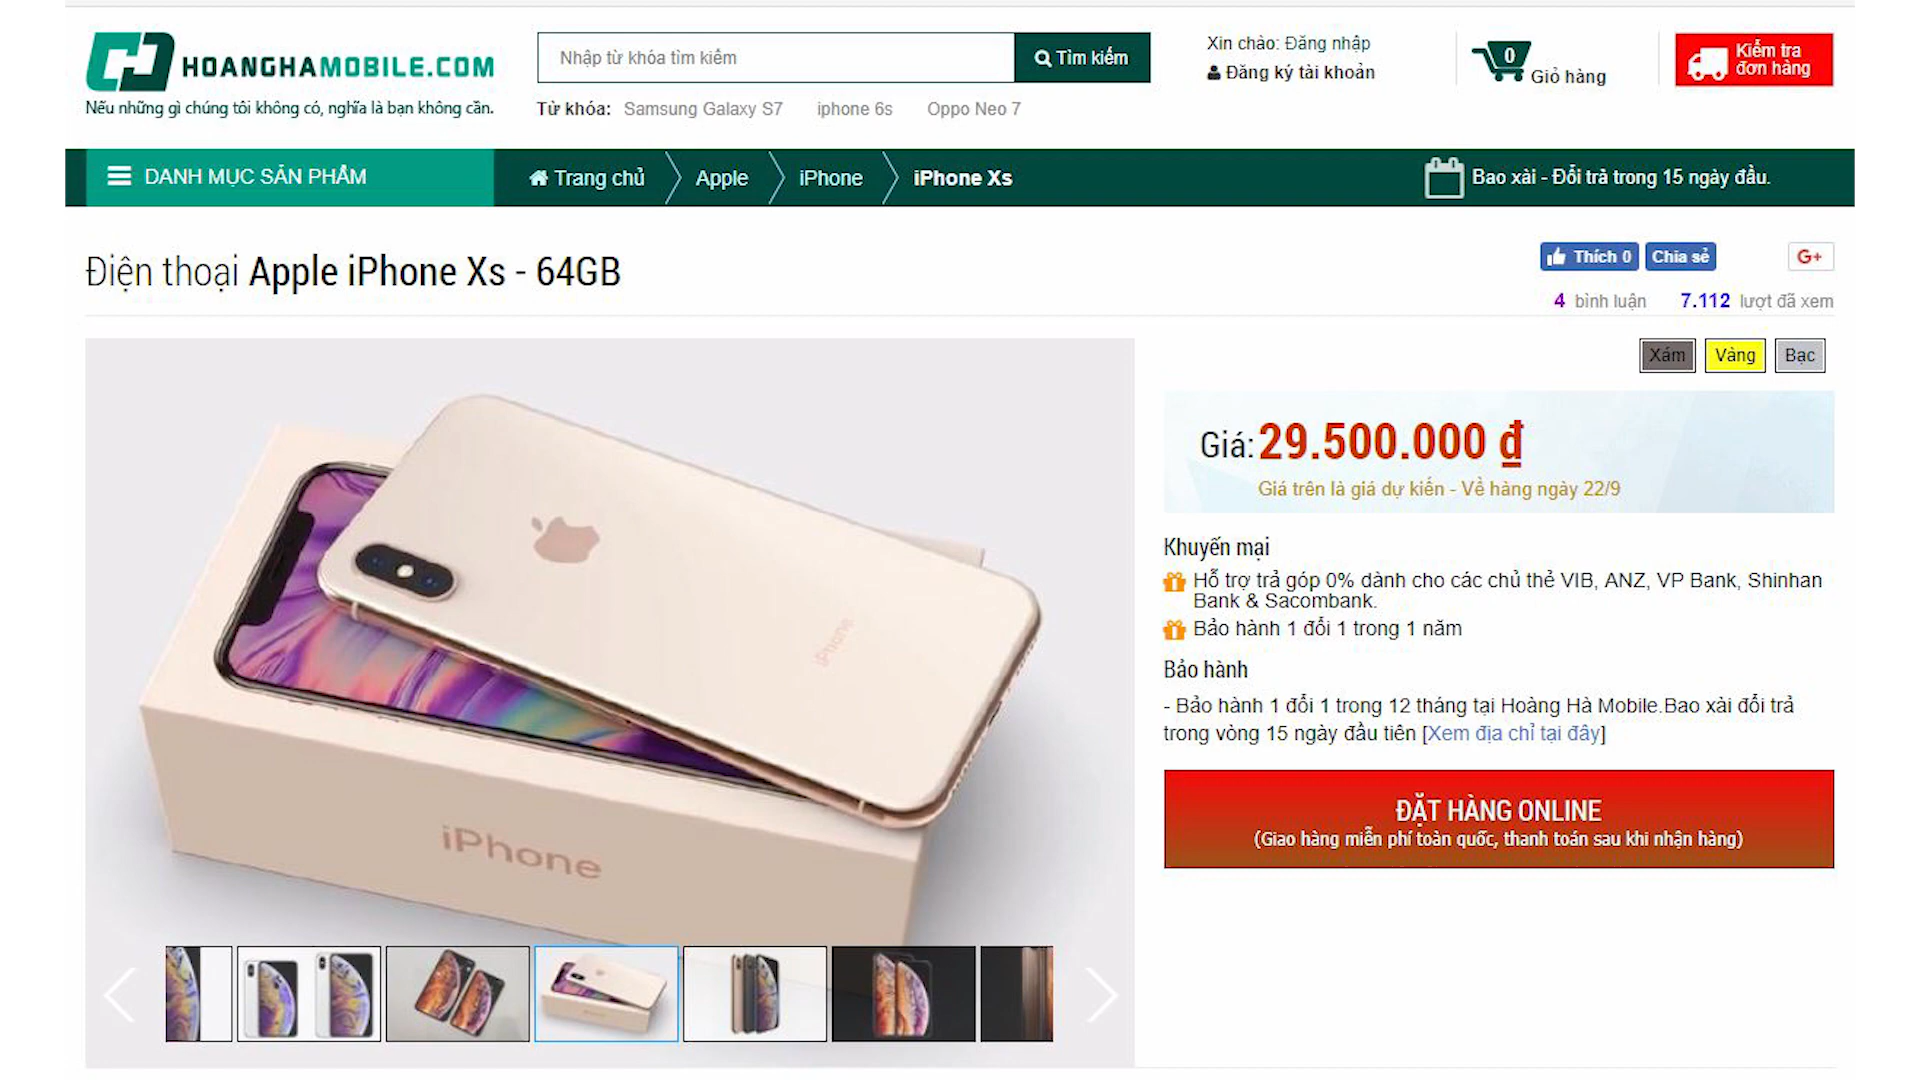 HOANGHAMOBILE.COM
Nếu những gì chúng tôi không có, nghĩa là bạn không cần.
Nhập từ khóa tìm kiếm
Tìm kiếm
Từ khóa: Samsung Galaxy S7 iphone 6s Oppo Neo 7
Xin chào: Đăng nhập
Đăng ký tài khoản
0
Giỏ hàng
Kiểm tra
đơn hàng
DANH MỤC SẢN PHẨM
Trang chủ Apple iPhone iPhone Xs
Bao xài - Đổi trả trong 15 ngày đầu.
Điện thoại Apple iPhone Xs - 64GB
Thích 0 Chia sẻ G+
4 bình luận 7.112 lượt đã xem
Xám Vàng Bạc
Giá: 29.500.000 ₫
Giá trên là giá dự kiến - Về hàng ngày 22/9
Khuyến mại
Hỗ trợ trả góp 0% dành cho các chủ thẻ VIB, ANZ, VP Bank, Shinhan
Bank & Sacombank.
Bảo hành 1 đổi 1 trong 1 năm
Bảo hành
- Bảo hành 1 đổi 1 trong 12 tháng tại Hoàng Hà Mobile.Bao xài đổi trả
trong vòng 15 ngày đầu tiên [Xem địa chỉ tại đây]
ĐẶT HÀNG ONLINE
(Giao hàng miễn phí toàn quốc, thanh toán sau khi nhận hàng)
iPhone
iPhone